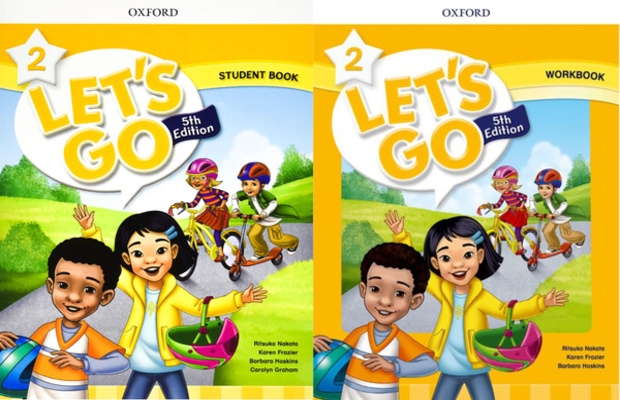 OXFORD
2
LET'S
GO
5th
Edition
STUDENT BOOK
Ritsuko Nakata
Karen Frazier
Barbara Hoskins
Carolyn Graham
OXFORD
2
LET'S
GO
5th
Edition
WORKBOOK
Ritsuko Nakata
Karen Frazier
Barbara Hoskins